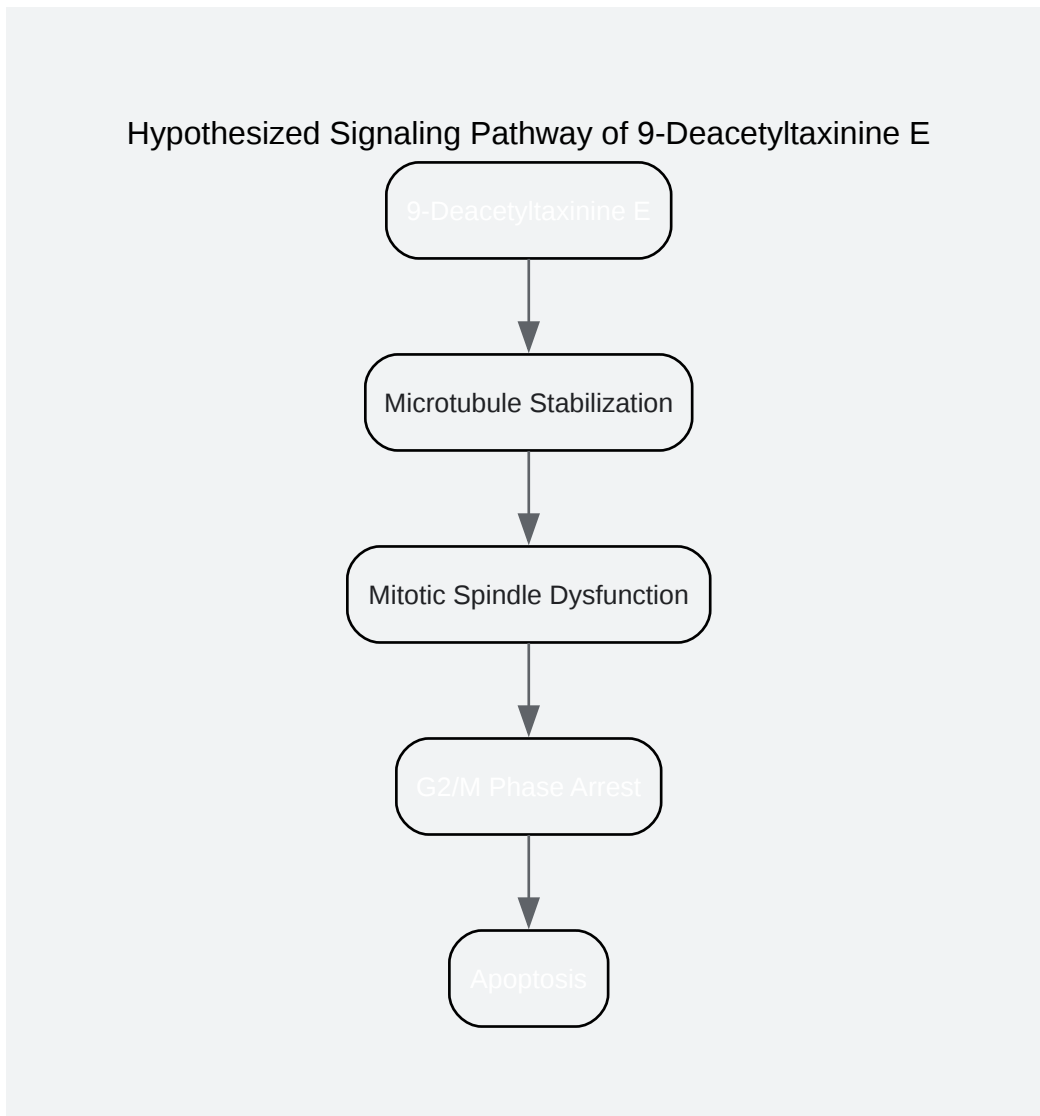 Hypothesized Signaling Pathway of 9-Deacetyltaxinine E
9-Deacetyltaxinine E
Microtubule Stabilization
Mitotic Spindle Dysfunction
G2/M Phase Arrest
Apoptosis